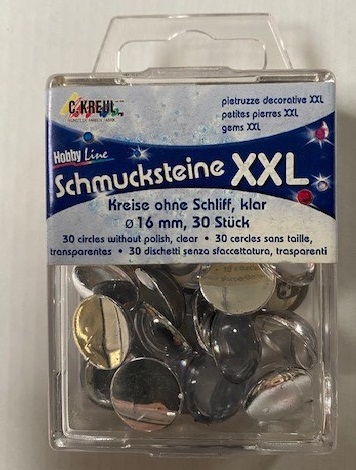 C. KREUL
pietruzze decorative XXL
petites pierres XXL
gems XXL
Hobby Line
Schmucksteine XXL
Kreise ohne Schliff, klar
ø 16 mm, 30 Stück
30 circles without polish, clear • 30 cercles sans taille,
transparentes • 30 dischetti senza sfaccettatura, trasparenti